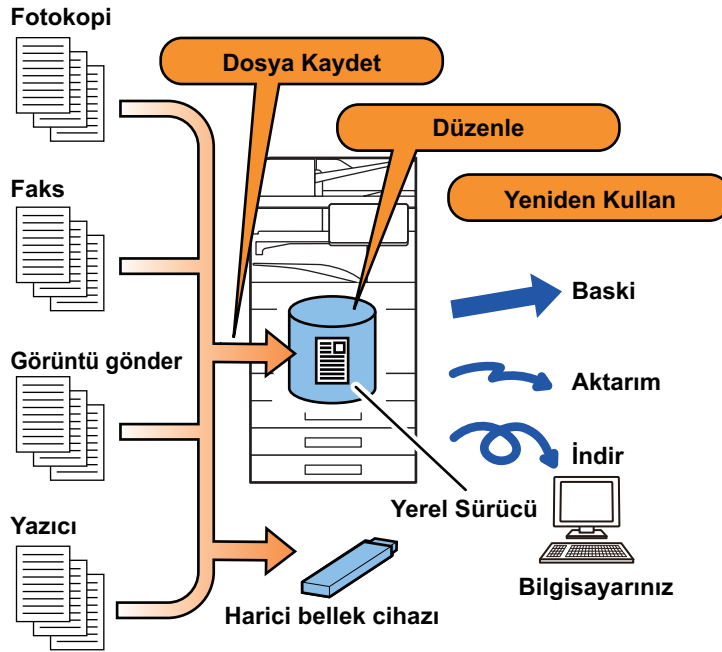 Fotokopi
Dosya Kaydet
Düzenle
Faks
Yeniden Kullan
Baski
Görüntü gönder
Aktarım
İndir
Yerel Sürücü
Yazıcı
Bilgisayarınız
Harici bellek cihazı